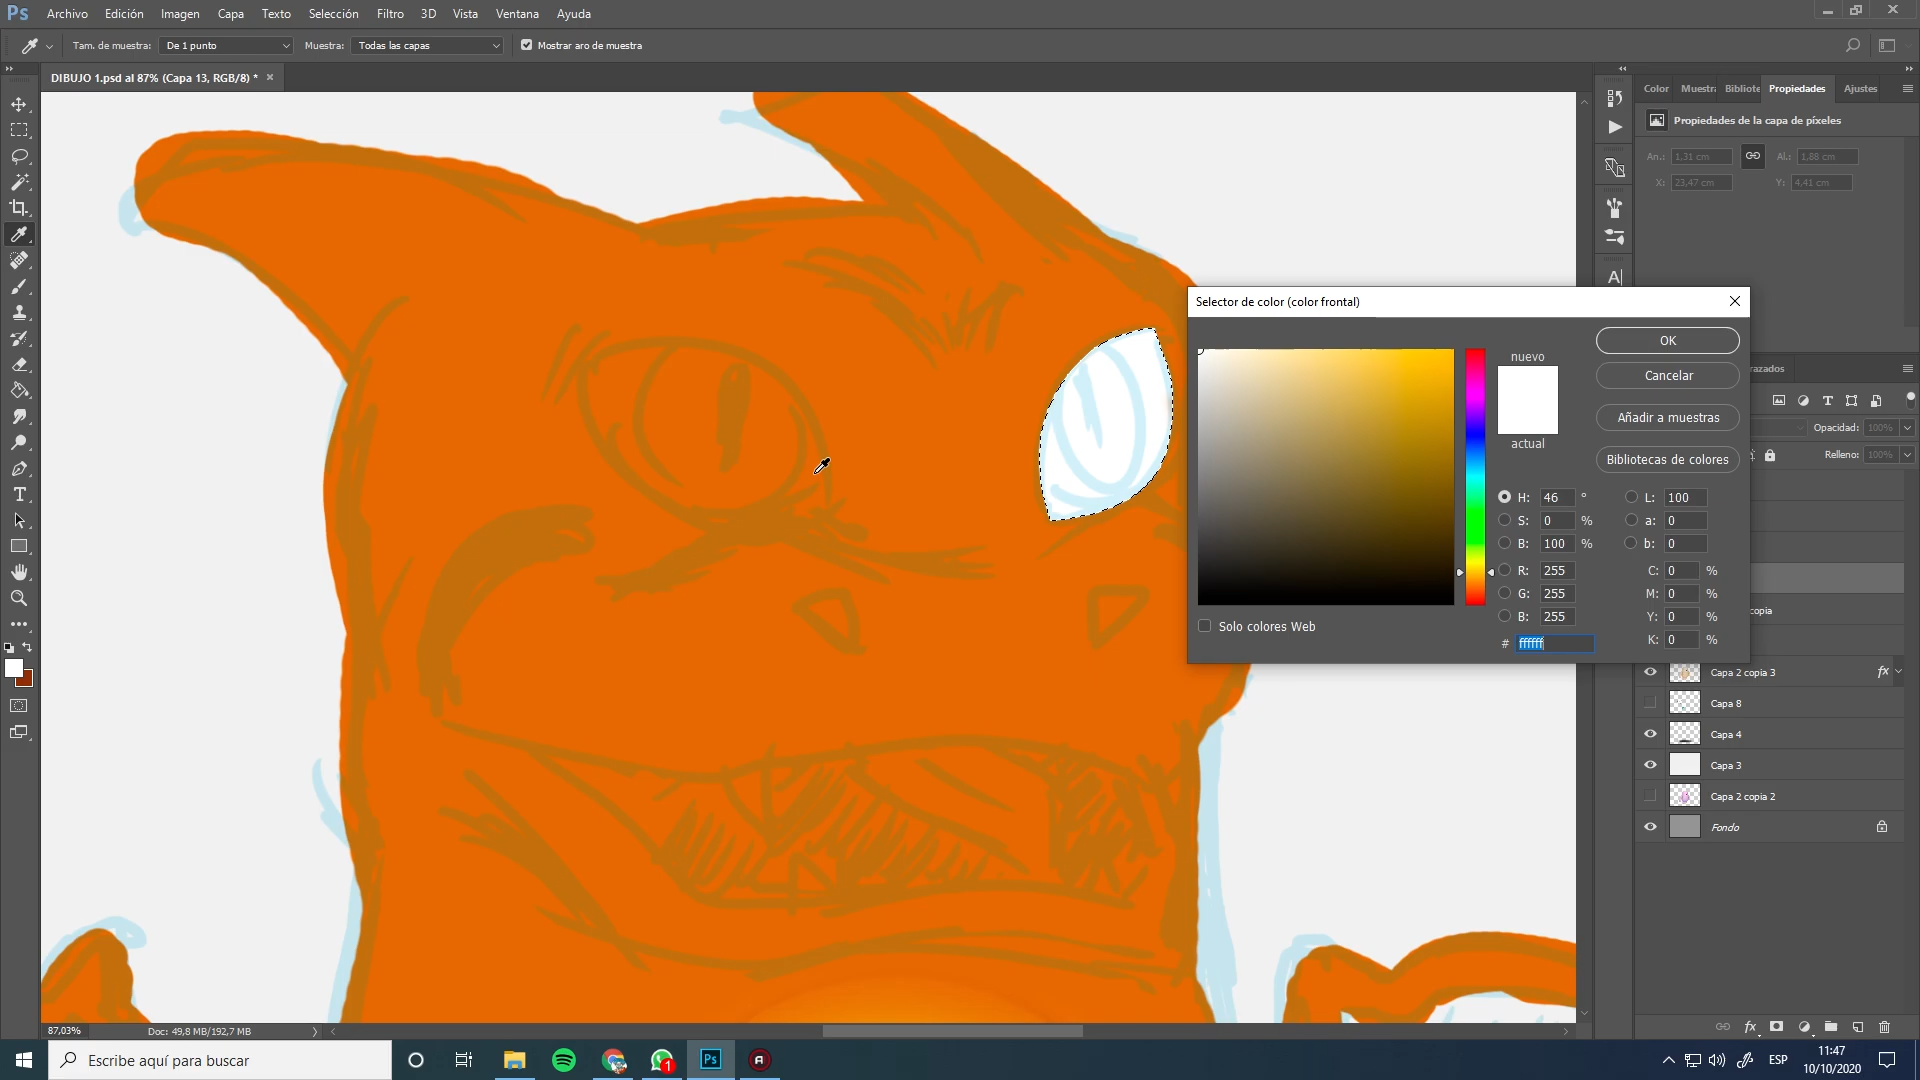 Ps Archivo Edición Imagen Capa Texto Selección Filtro 3D Vista Ventana Ayuda
Tam. de muestra: De 1 punto Muestra: Todas las capas Mostrar aro de muestra
DIBUJO 1.psd al 87% (Capa 13, RGB/8) * ×
Color Muestra Bibliote Propiedades Ajustes
Propiedades de la capa de píxeles
An.: 1,31 cm Al.: 1,88 cm
X: 23,47 cm Y: 4,41 cm
Selector de color (color frontal)
OK
nuevo
Cancelar
Añadir a muestras
actual
Bibliotecas de colores
H: 46 ° L: 100
S: 0 % a: 0
B: 100 % b: 0
R: 255 C: 0 %
G: 255 M: 0 %
B: 255 Y: 0 %
# ffffff K: 0 %
Solo colores Web
razados
Opacidad: 100%
Relleno: 100%
copia
Capa 2 copia 3 fx
Capa 8
Capa 4
Capa 3
Capa 2 copia 2
Fondo
87,03% Doc: 49,8 MB/192,7 MB
Escribe aquí para buscar
1
Ps
ESP
11:47
10/10/2020